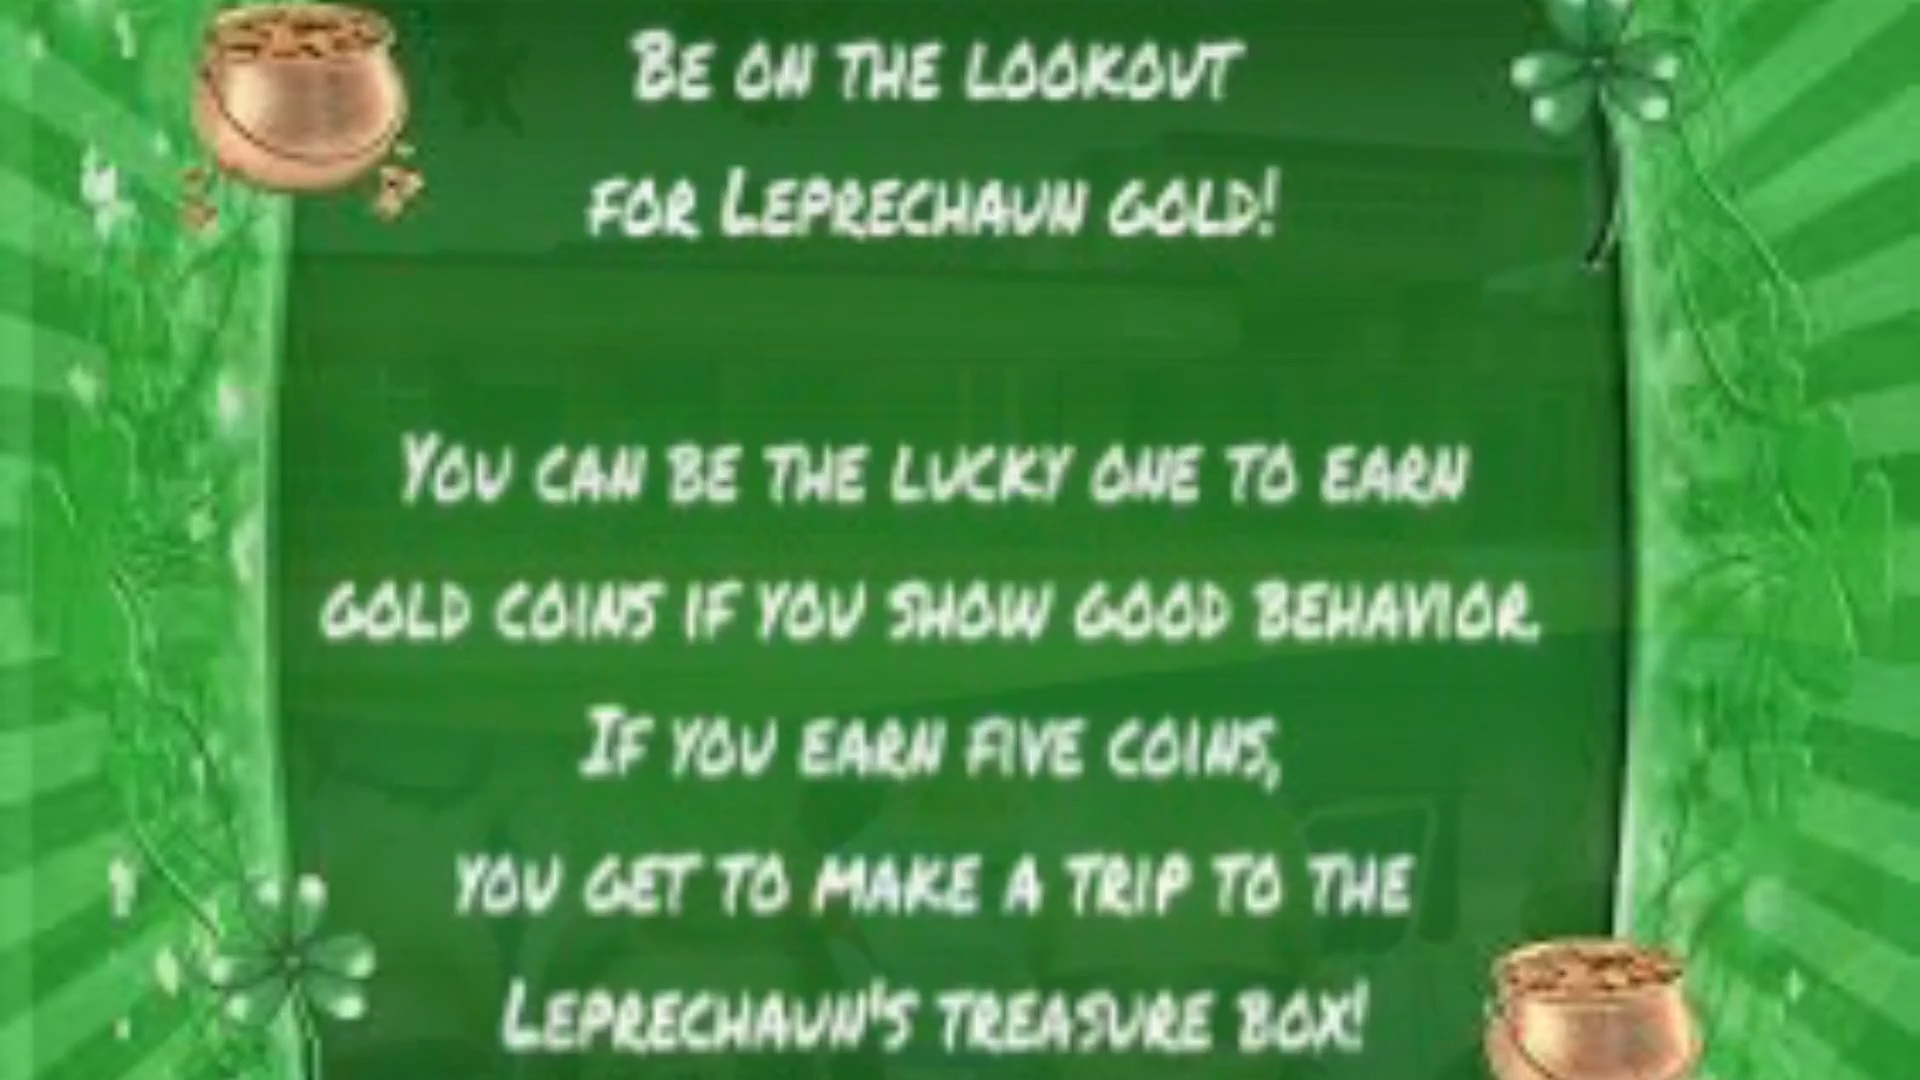 Be on the lookout
for Leprechaun gold!
You can be the lucky one to earn
gold coins if you show good behavior.
If you earn five coins,
you get to make a trip to the
Leprechaun's treasure box!